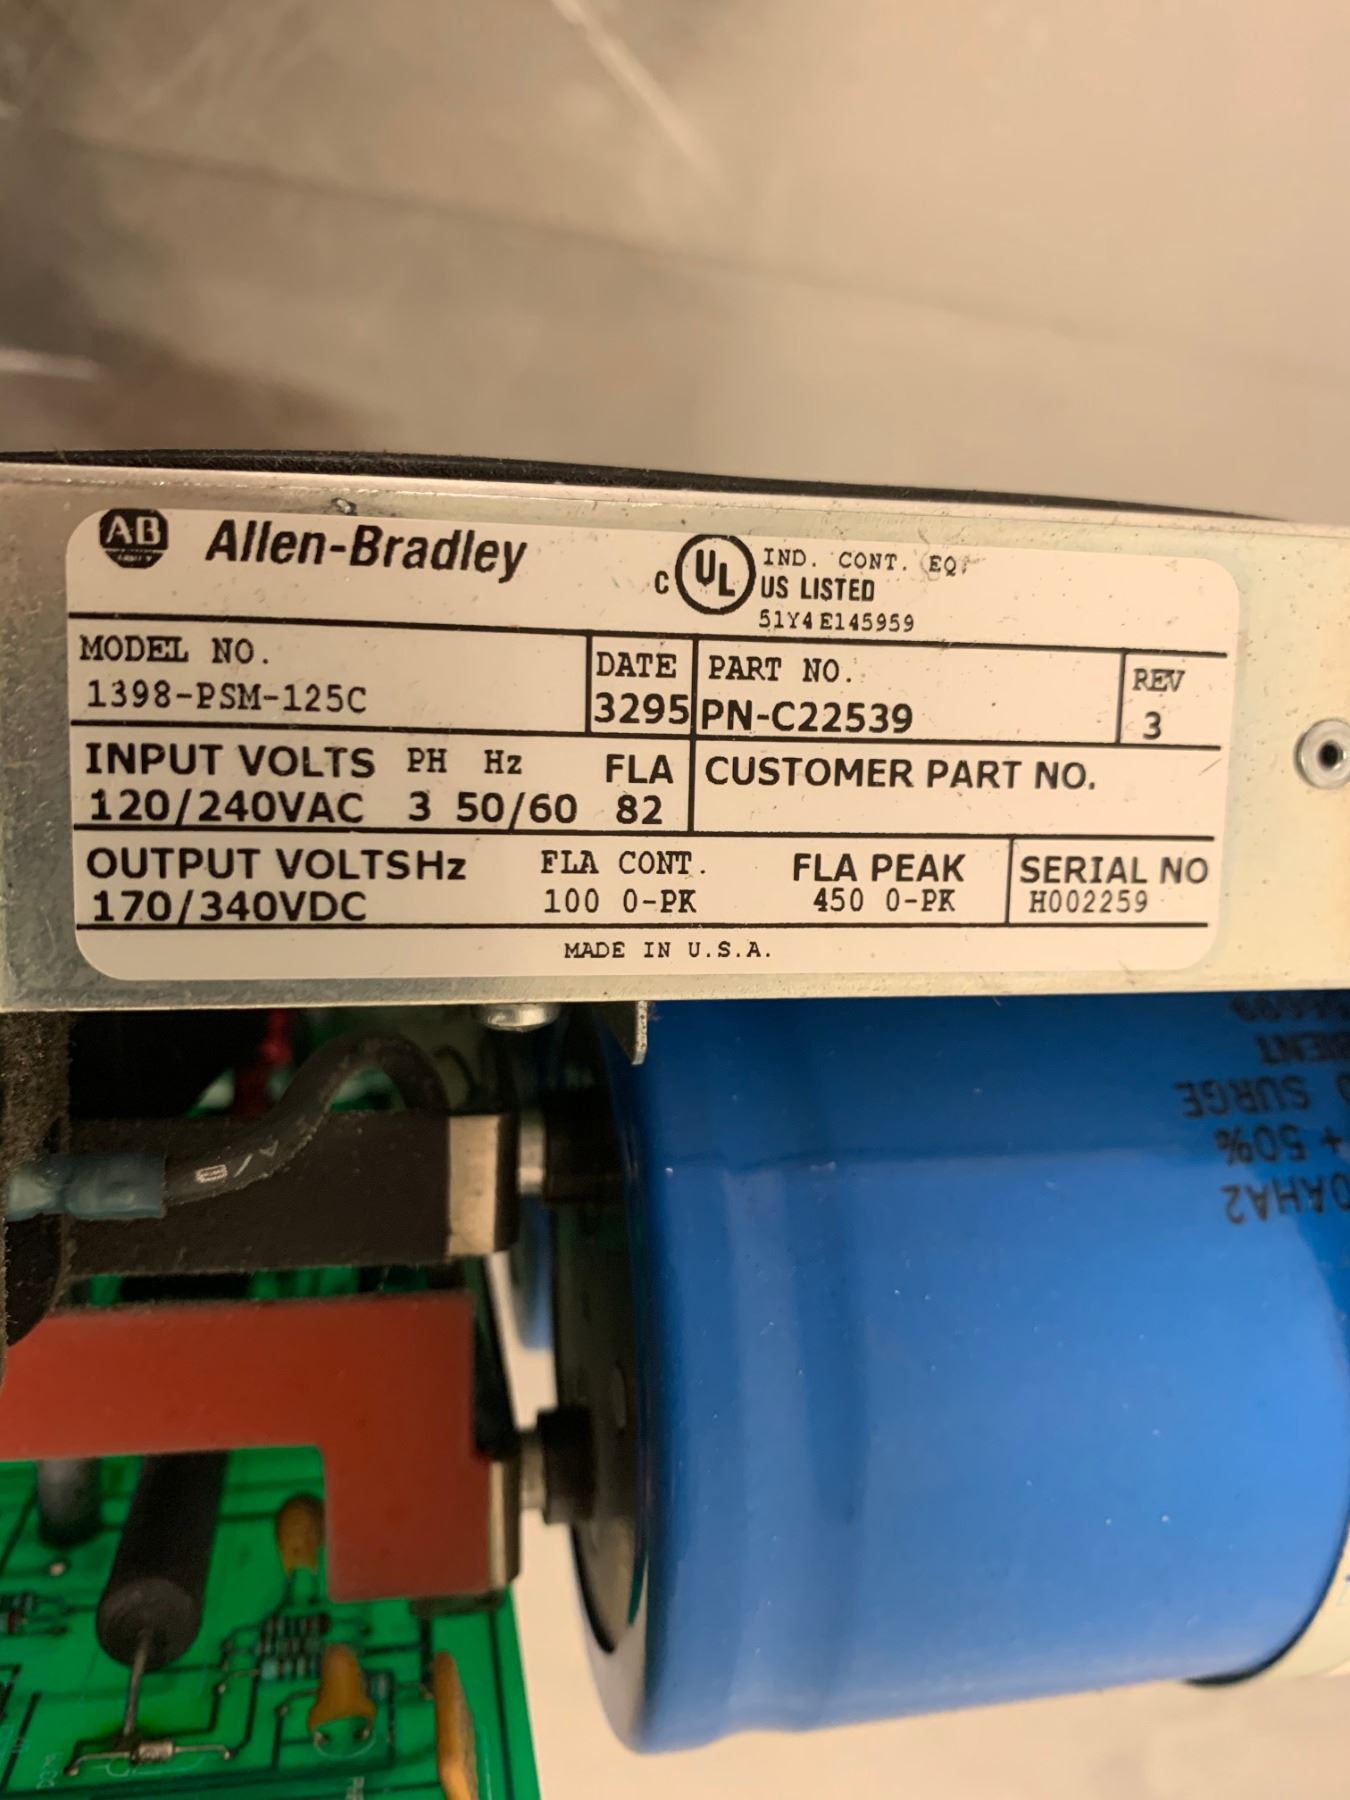 AB
Allen-Bradley
C UL US LISTED
IND. CONT. EQ.
51Y4 E145959
MODEL NO.
1398-PSM-125C
DATE
3295
PART NO.
PN-C22539
REV
3
INPUT VOLTS PH Hz FLA
120/240VAC 3 50/60 82
CUSTOMER PART NO.
OUTPUT VOLTS Hz FLA CONT. FLA PEAK
170/340VDC 100 0-PK 450 0-PK
SERIAL NO
H002259
MADE IN U.S.A.
SURGE
+ 50%